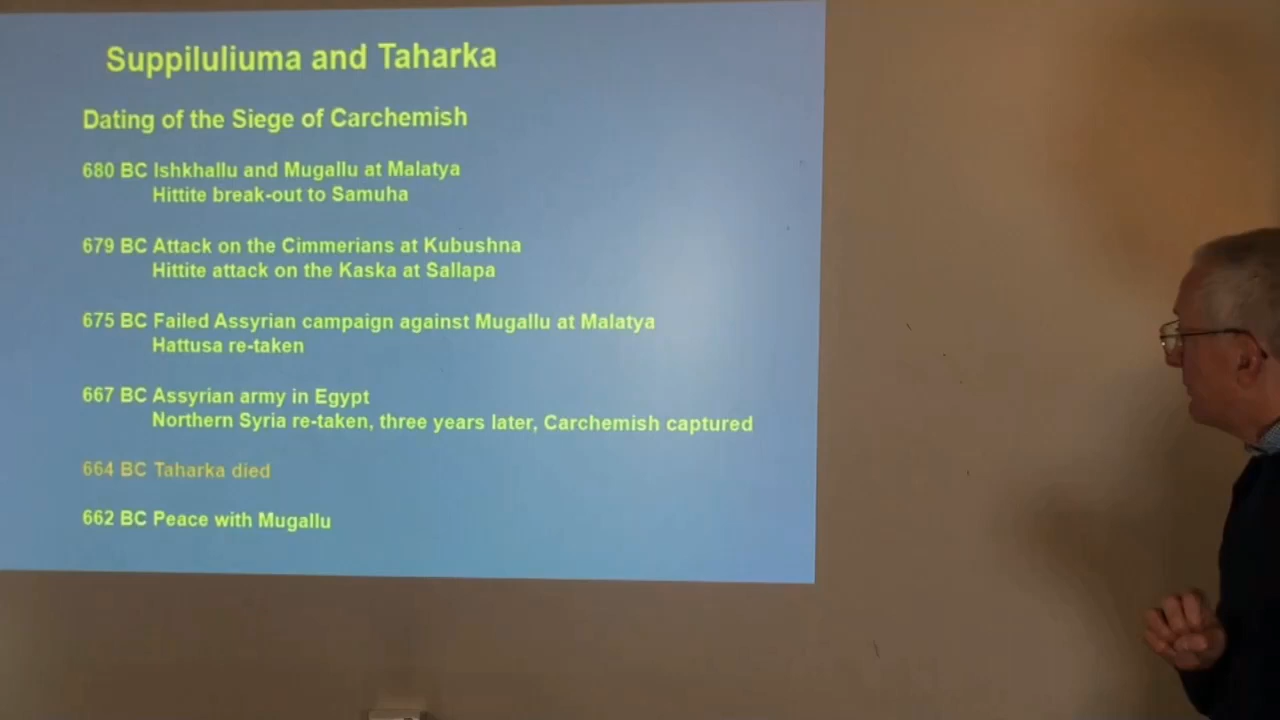 Suppiluliuma and Taharka
Dating of the Siege of Carchemish
680 BC Ishkhallu and Mugallu at Malatya
Hittite break-out to Samuha
679 BC Attack on the Cimmerians at Kubushna
Hittite attack on the Kaska at Sallapa
675 BC Failed Assyrian campaign against Mugallu at Malatya
Hattusa re-taken
667 BC Assyrian army in Egypt
Northern Syria re-taken, three years later, Carchemish captured
664 BC Taharka died
662 BC Peace with Mugallu